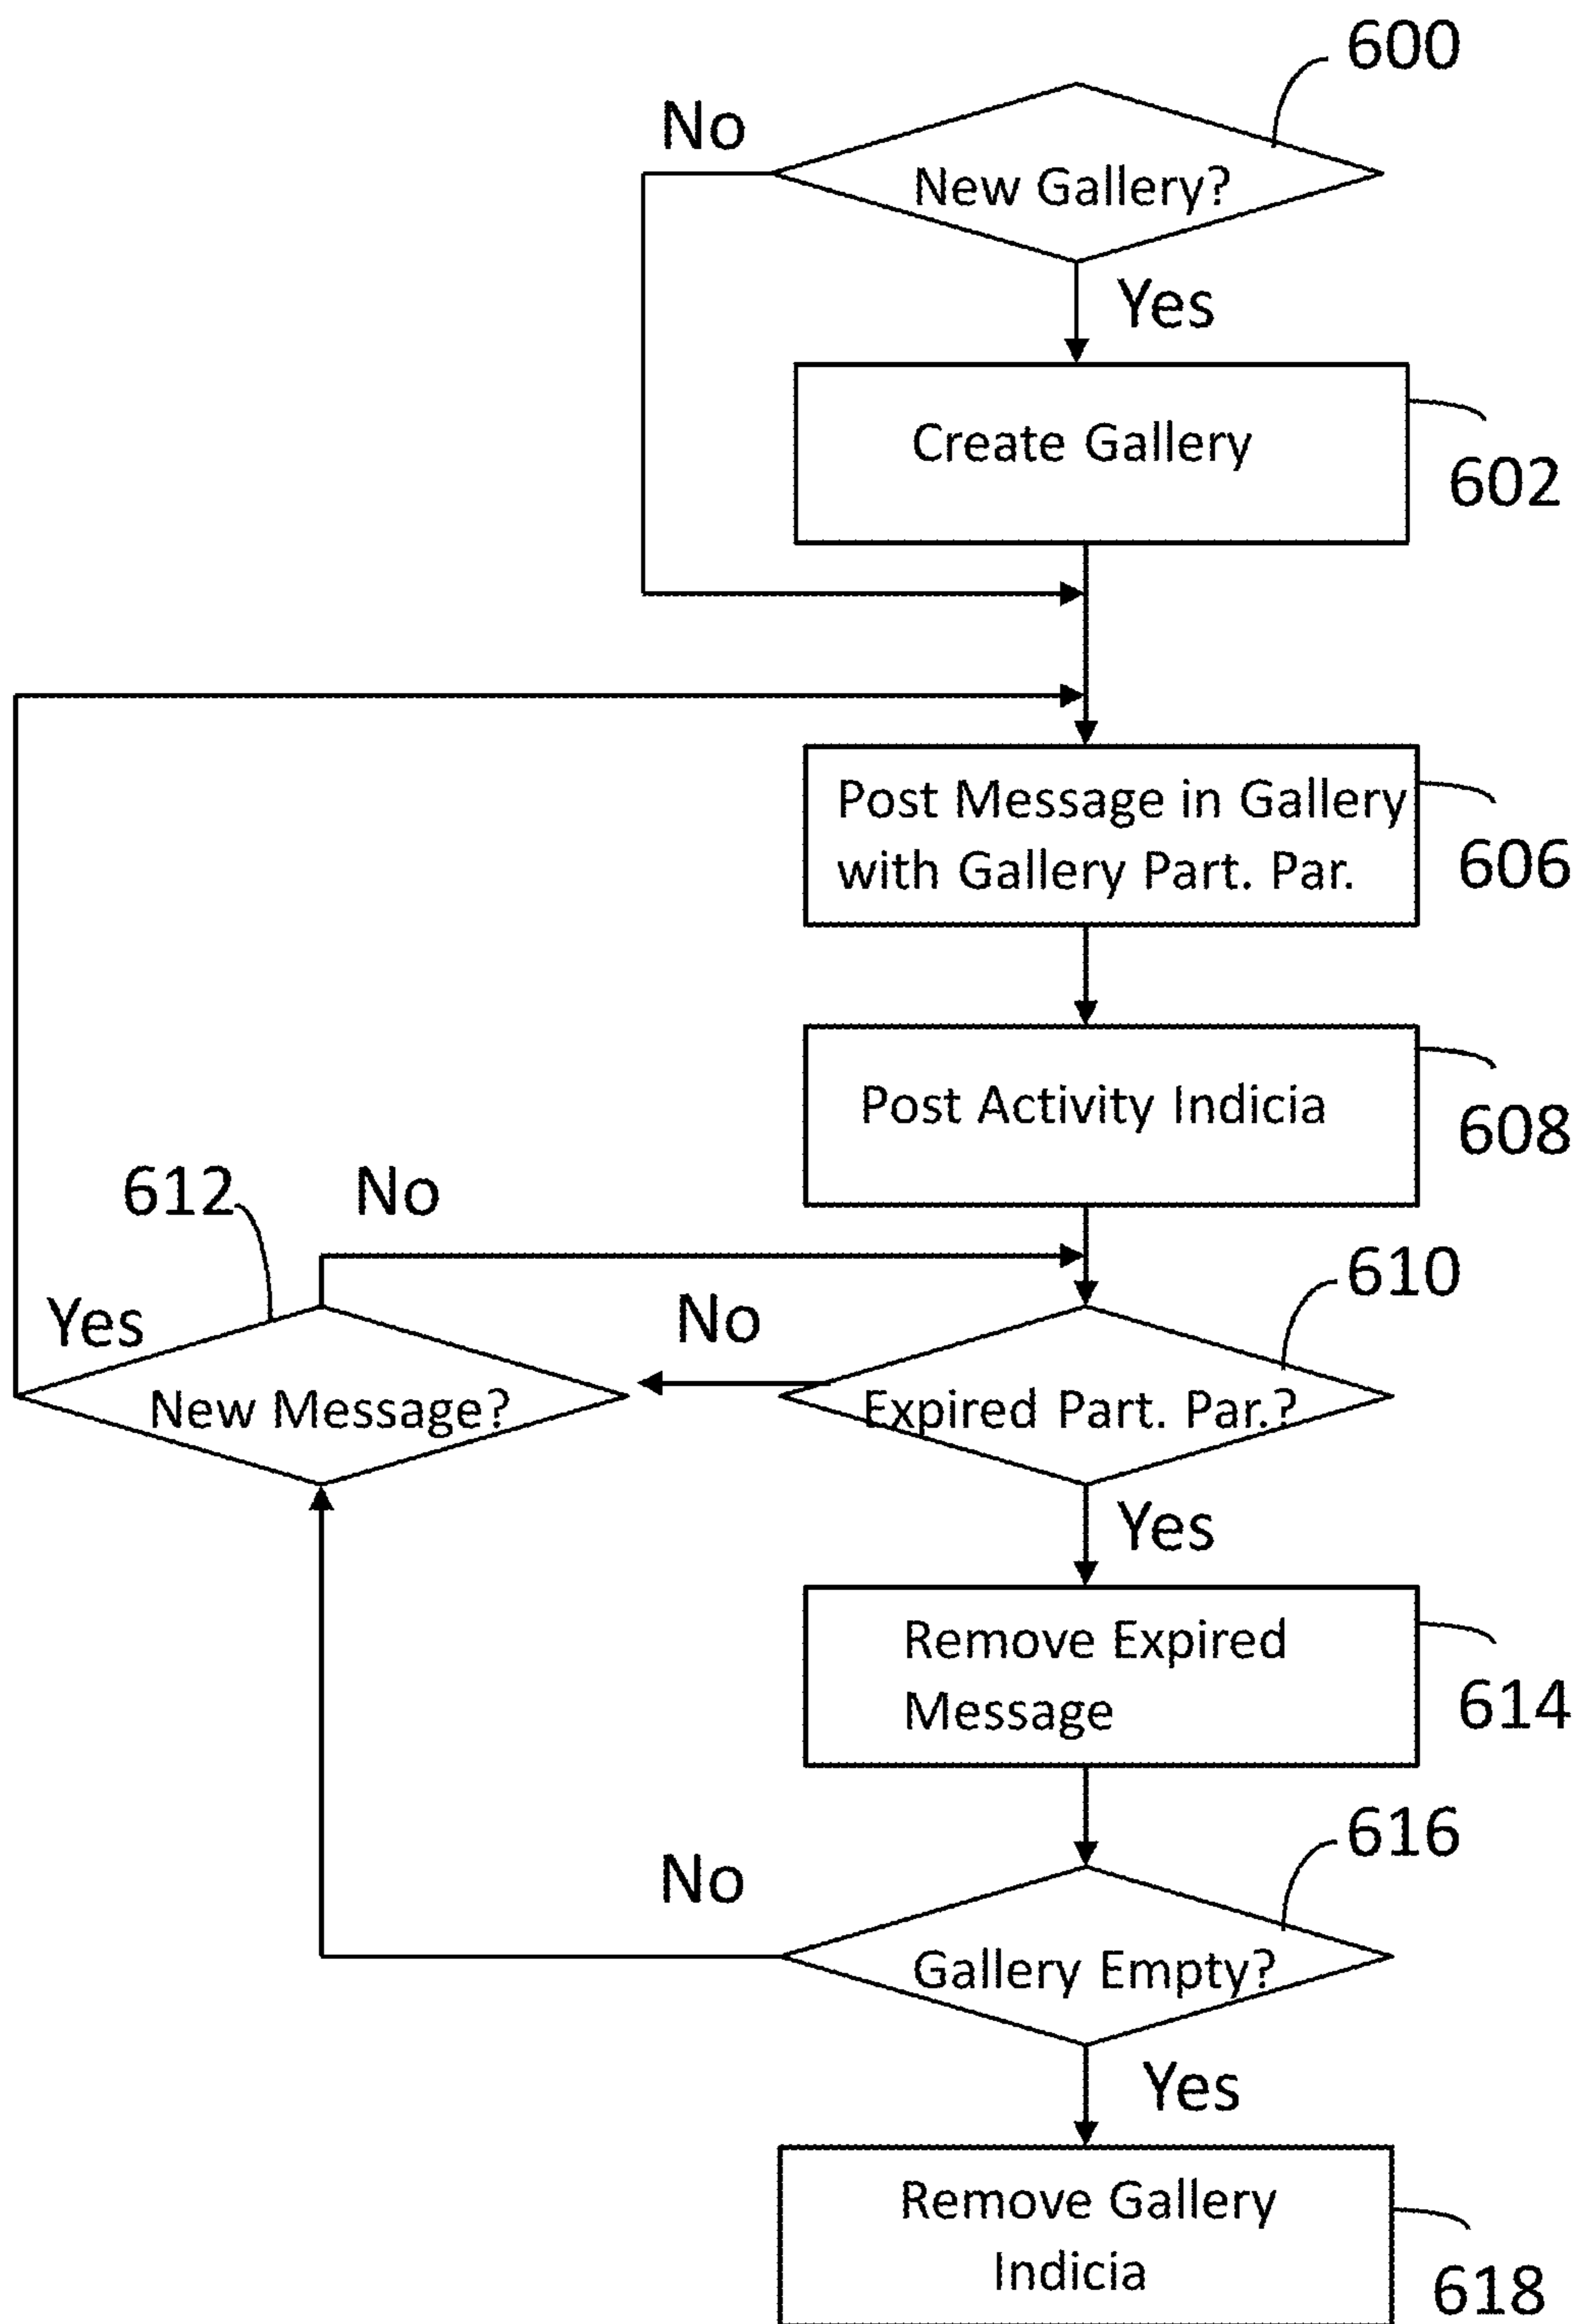 600
No
New Gallery?
Yes
Create Gallery
602
Post Message in Gallery
with Gallery Part. Par.
606
Post Activity Indicia
608
612
No
610
Yes
No
New Message?
Expired Part. Par.?
Yes
Remove Expired
Message
614
616
No
Gallery Empty?
Yes
Remove Gallery
Indicia
618